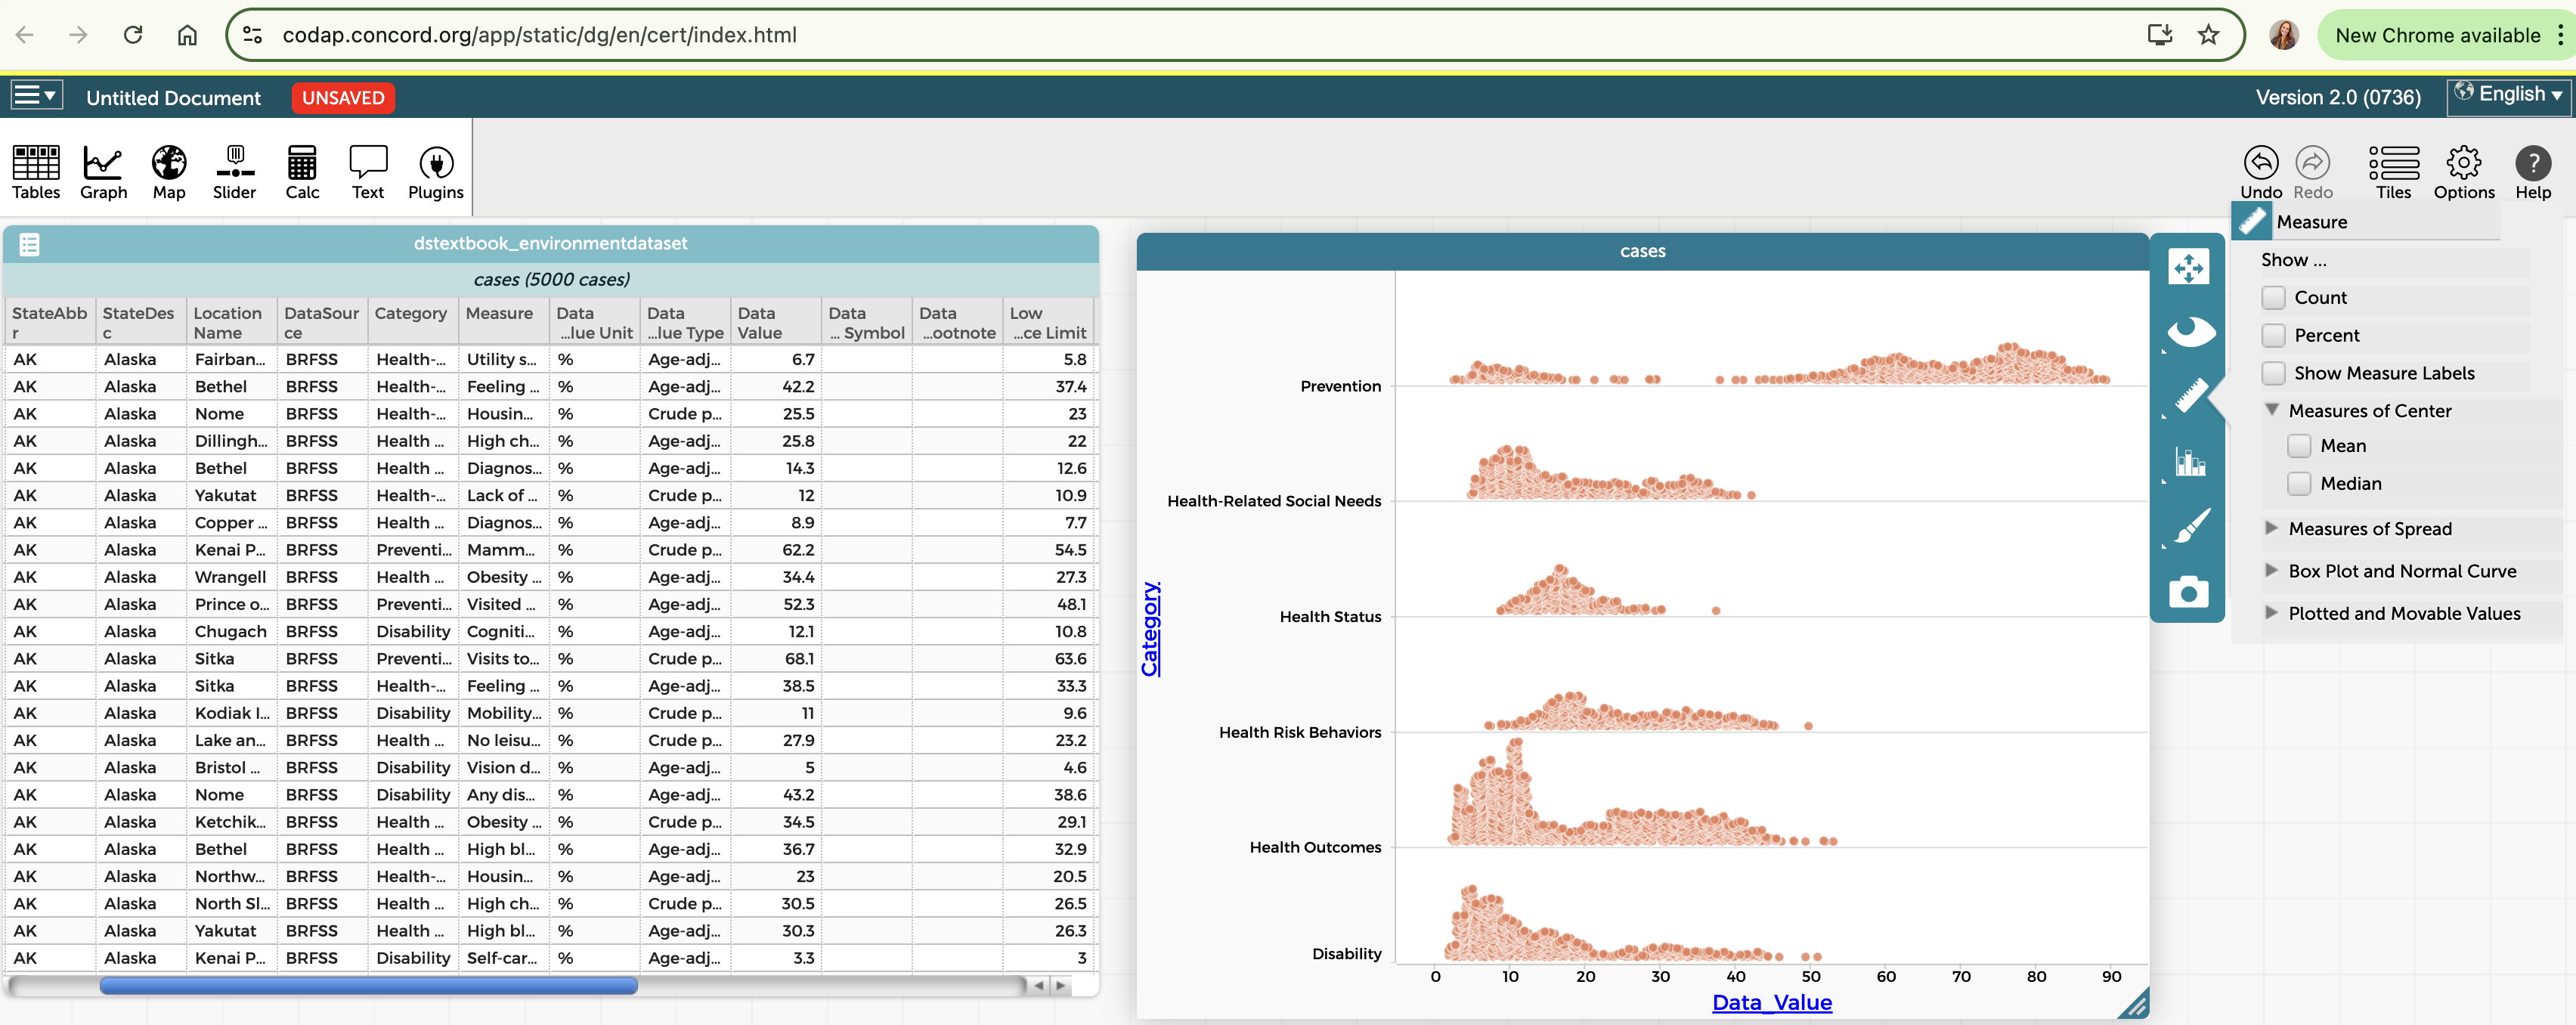 codap.concord.org/app/static/dg/en/cert/index.html
New Chrome available
Untitled Document
UNSAVED
Version 2.0 (0736)
English
Tables
Graph
Map
Slider
Calc
Text
Plugins
Undo
Redo
Tiles
Options
Help
dstextbook_environmentdataset
cases (5000 cases)
StateAbb
r
StateDes
c
Location
Name
DataSour
ce
Category
Measure
Data
...lue Unit
Data
...lue Type
Data
Value
Data
... Symbol
Data
...ootnote
Low
...ce Limit
AK Alaska Fairban... BRFSS Health-... Utility s... % Age-adj... 6.7 5.8
AK Alaska Bethel BRFSS Health-... Feeling ... % Age-adj... 42.2 37.4
AK Alaska Nome BRFSS Health-... Housin... % Crude p... 25.5 23
AK Alaska Dillingh... BRFSS Health ... High ch... % Age-adj... 25.8 22
AK Alaska Bethel BRFSS Health ... Diagnos... % Age-adj... 14.3 12.6
AK Alaska Yakutat BRFSS Health-... Lack of ... % Crude p... 12 10.9
AK Alaska Copper ... BRFSS Health ... Diagnos... % Age-adj... 8.9 7.7
AK Alaska Kenai P... BRFSS Preventi... Mamm... % Crude p... 62.2 54.5
AK Alaska Wrangell BRFSS Health ... Obesity ... % Age-adj... 34.4 27.3
AK Alaska Prince o... BRFSS Preventi... Visited ... % Age-adj... 52.3 48.1
AK Alaska Chugach BRFSS Disability Cogniti... % Age-adj... 12.1 10.8
AK Alaska Sitka BRFSS Preventi... Visits to... % Crude p... 68.1 63.6
AK Alaska Sitka BRFSS Health-... Feeling ... % Age-adj... 38.5 33.3
AK Alaska Kodiak I... BRFSS Disability Mobility... % Crude p... 11 9.6
AK Alaska Lake an... BRFSS Health ... No leisu... % Crude p... 27.9 23.2
AK Alaska Bristol ... BRFSS Disability Vision d... % Age-adj... 5 4.6
AK Alaska Nome BRFSS Disability Any dis... % Age-adj... 43.2 38.6
AK Alaska Ketchik... BRFSS Health ... Obesity ... % Crude p... 34.5 29.1
AK Alaska Bethel BRFSS Health ... High bl... % Age-adj... 36.7 32.9
AK Alaska Northw... BRFSS Health-... Housin... % Age-adj... 23 20.5
AK Alaska North Sl... BRFSS Health ... High ch... % Crude p... 30.5 26.5
AK Alaska Yakutat BRFSS Health ... High bl... % Age-adj... 30.3 26.3
AK Alaska Kenai P... BRFSS Disability Self-car... % Age-adj... 3.3 3
cases
Category
Prevention
Health-Related Social Needs
Health Status
Health Risk Behaviors
Health Outcomes
Disability
0 10 20 30 40 50 60 70 80 90
Data_Value
Measure
Show ...
Count
Percent
Show Measure Labels
Measures of Center
Mean
Median
Measures of Spread
Box Plot and Normal Curve
Plotted and Movable Values